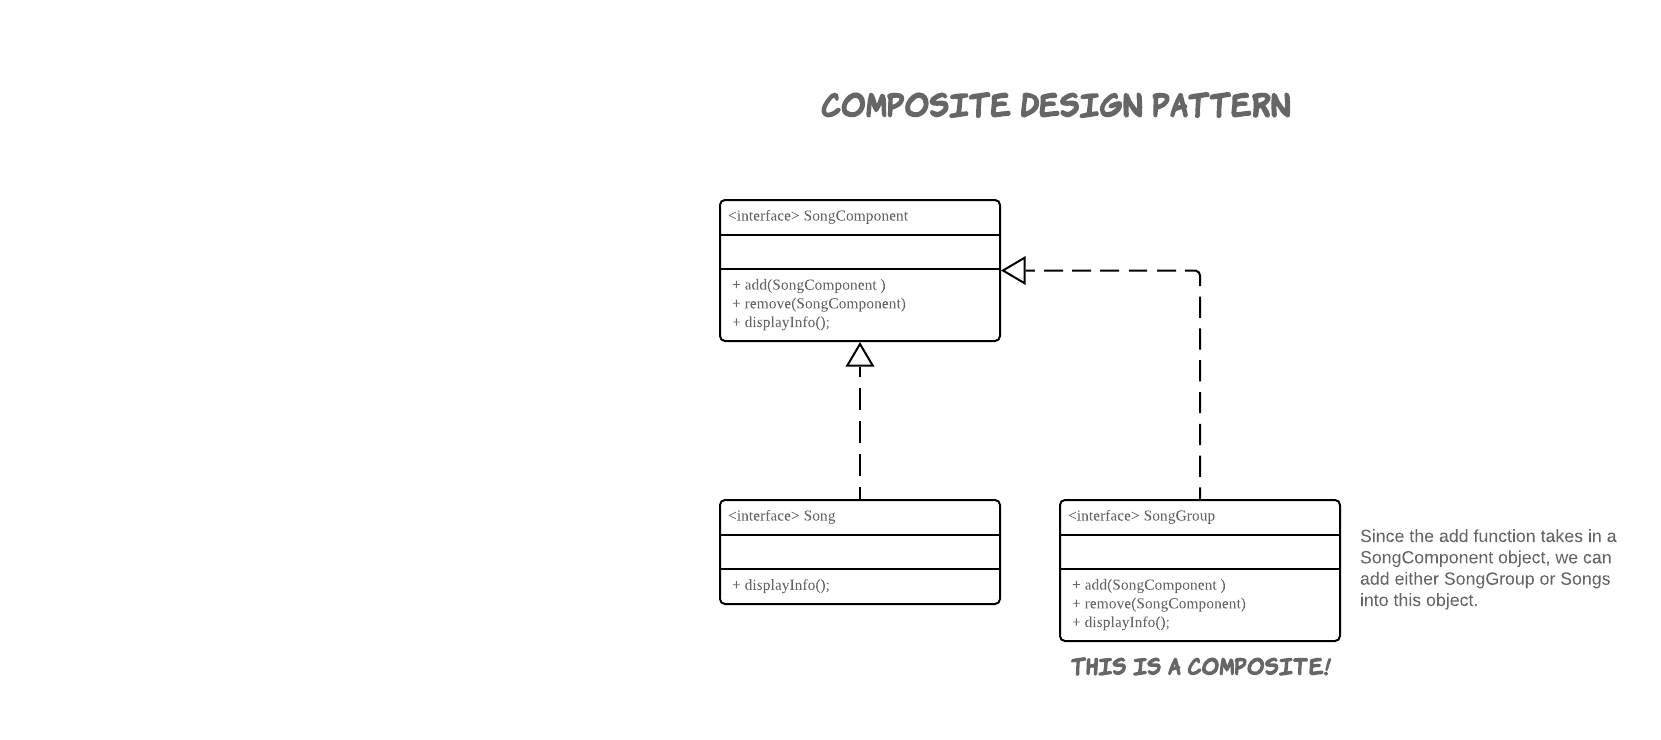 COMPOSITE DESIGN PATTERN
<interface> SongComponent
+ add(SongComponent )
+ remove(SongComponent)
+ displayInfo();
<interface> Song
+ displayInfo();
<interface> SongGroup
+ add(SongComponent )
+ remove(SongComponent)
+ displayInfo();
Since the add function takes in a
SongComponent object, we can
add either SongGroup or Songs
into this object.
THIS IS A COMPOSITE!